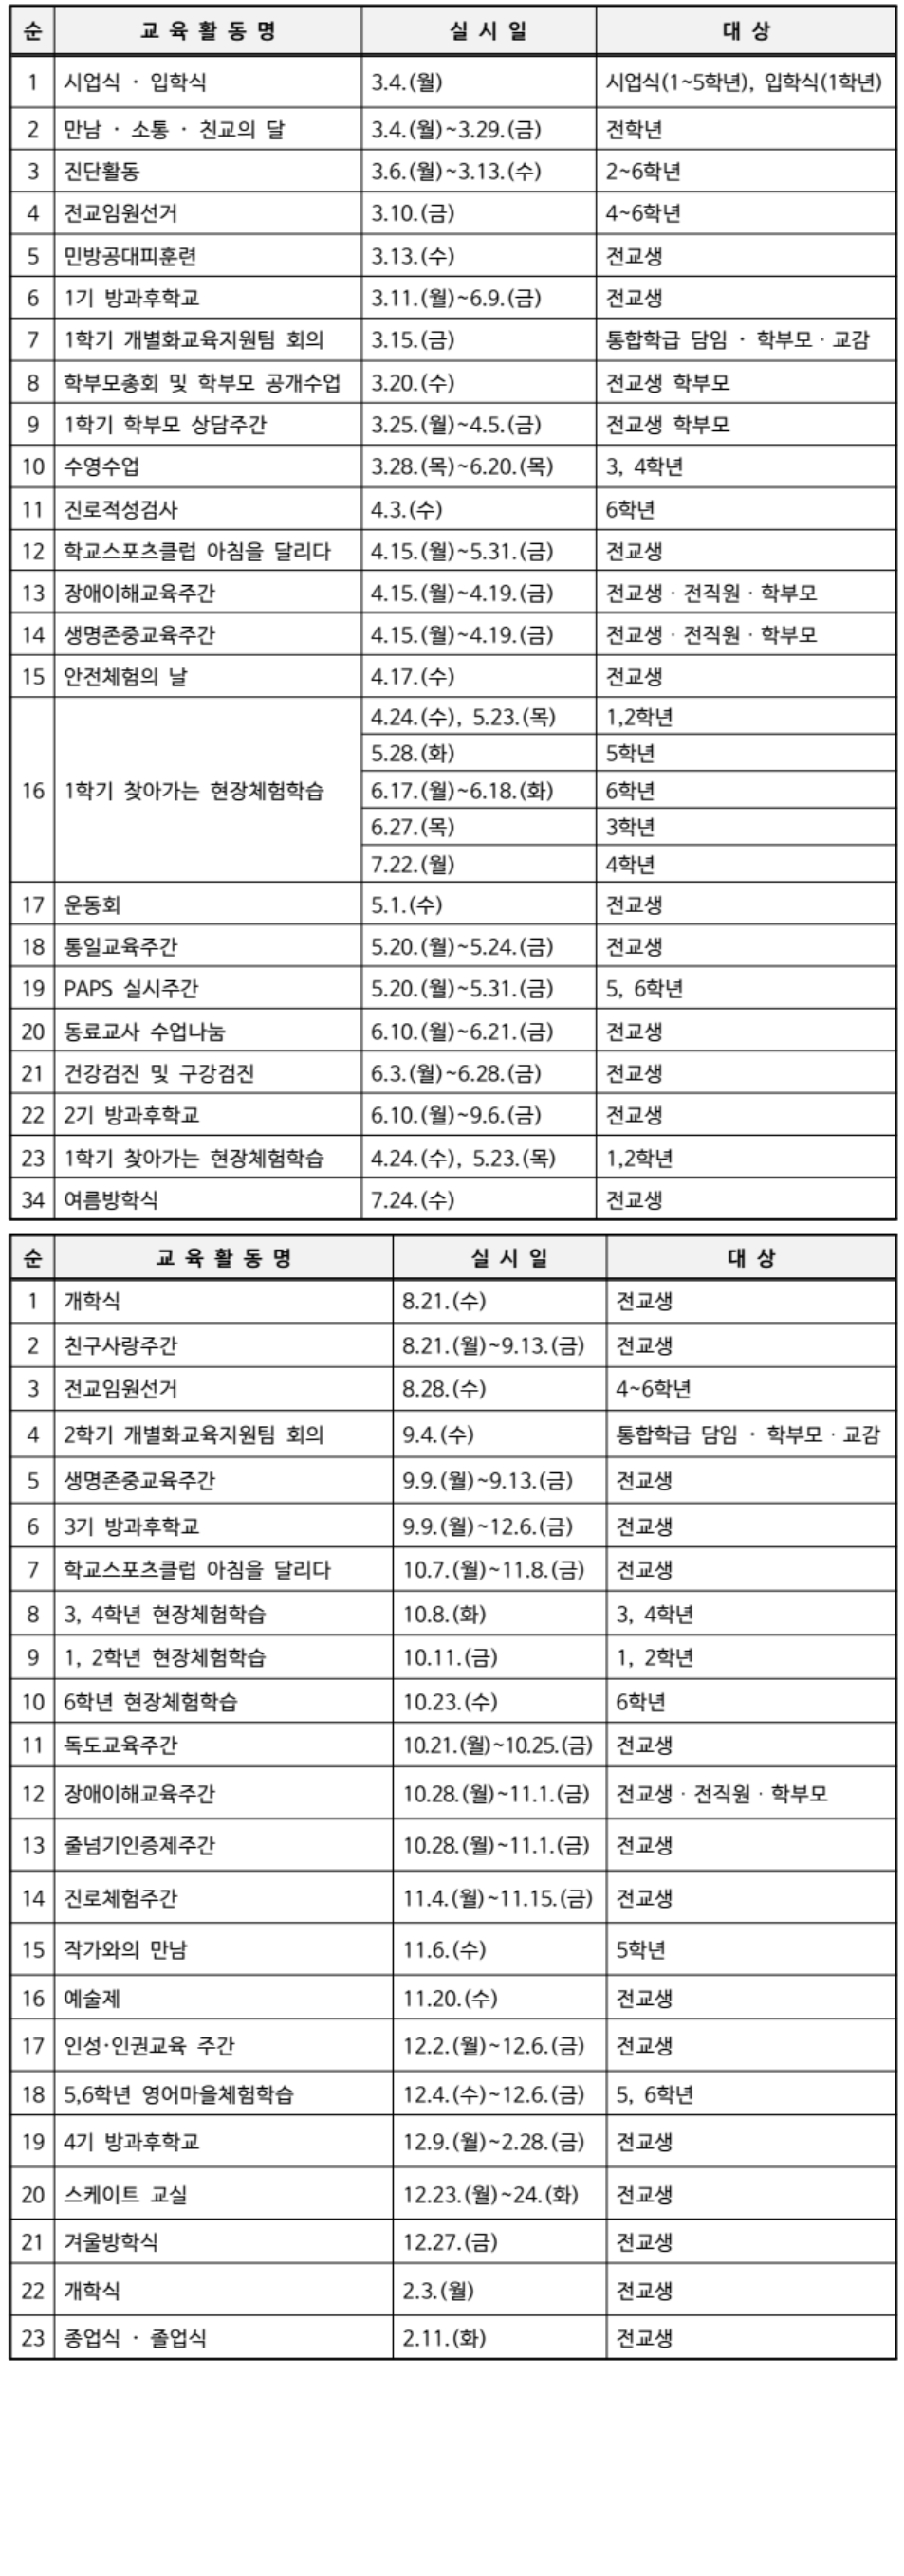 순 교 육 활 동 명 실 시 일 대 상
1 시업식 · 입학식 3.4.(월) 시업식(1~5학년), 입학식(1학년)
2 만남 · 소통 · 친교의 달 3.4.(월)~3.29.(금) 전학년
3 진단활동 3.6.(월)~3.13.(수) 2~6학년
4 전교임원선거 3.10.(금) 4~6학년
5 민방공대피훈련 3.13.(수) 전교생
6 1기 방과후학교 3.11.(월)~6.9.(금) 전교생
7 1학기 개별화교육지원팀 회의 3.15.(금) 통합학급 담임 · 학부모·교감
8 학부모총회 및 학부모 공개수업 3.20.(수) 전교생 학부모
9 1학기 학부모 상담주간 3.25.(월)~4.5.(금) 전교생 학부모
10 수영수업 3.28.(목)~6.20.(목) 3, 4학년
11 진로적성검사 4.3.(수) 6학년
12 학교스포츠클럽 아침을 달리다 4.15.(월)~5.31.(금) 전교생
13 장애이해교육주간 4.15.(월)~4.19.(금) 전교생·전직원·학부모
14 생명존중교육주간 4.15.(월)~4.19.(금) 전교생·전직원·학부모
15 안전체험의 날 4.17.(수) 전교생
16 1학기 찾아가는 현장체험학습 4.24.(수), 5.23.(목) 1,2학년
5.28.(화) 5학년
6.17.(월)~6.18.(화) 6학년
6.27.(목) 3학년
7.22.(월) 4학년
17 운동회 5.1.(수) 전교생
18 통일교육주간 5.20.(월)~5.24.(금) 전교생
19 PAPS 실시주간 5.20.(월)~5.31.(금) 5, 6학년
20 동료교사 수업나눔 6.10.(월)~6.21.(금) 전교생
21 건강검진 및 구강검진 6.3.(월)~6.28.(금) 전교생
22 2기 방과후학교 6.10.(월)~9.6.(금) 전교생
23 1학기 찾아가는 현장체험학습 4.24.(수), 5.23.(목) 1,2학년
34 여름방학식 7.24.(수) 전교생
순 교 육 활 동 명 실 시 일 대 상
1 개학식 8.21.(수) 전교생
2 친구사랑주간 8.21.(월)~9.13.(금) 전교생
3 전교임원선거 8.28.(수) 4~6학년
4 2학기 개별화교육지원팀 회의 9.4.(수) 통합학급 담임 · 학부모·교감
5 생명존중교육주간 9.9.(월)~9.13.(금) 전교생
6 3기 방과후학교 9.9.(월)~12.6.(금) 전교생
7 학교스포츠클럽 아침을 달리다 10.7.(월)~11.8.(금) 전교생
8 3, 4학년 현장체험학습 10.8.(화) 3, 4학년
9 1, 2학년 현장체험학습 10.11.(금) 1, 2학년
10 6학년 현장체험학습 10.23.(수) 6학년
11 독도교육주간 10.21.(월)~10.25.(금) 전교생
12 장애이해교육주간 10.28.(월)~11.1.(금) 전교생·전직원·학부모
13 줄넘기인증제주간 10.28.(월)~11.1.(금) 전교생
14 진로체험주간 11.4.(월)~11.15.(금) 전교생
15 작가와의 만남 11.6.(수) 5학년
16 예술제 11.20.(수) 전교생
17 인성·인권교육 주간 12.2.(월)~12.6.(금) 전교생
18 5,6학년 영어마을체험학습 12.4.(수)~12.6.(금) 5, 6학년
19 4기 방과후학교 12.9.(월)~2.28.(금) 전교생
20 스케이트 교실 12.23.(월)~24.(화) 전교생
21 겨울방학식 12.27.(금) 전교생
22 개학식 2.3.(월) 전교생
23 종업식 · 졸업식 2.11.(화) 전교생